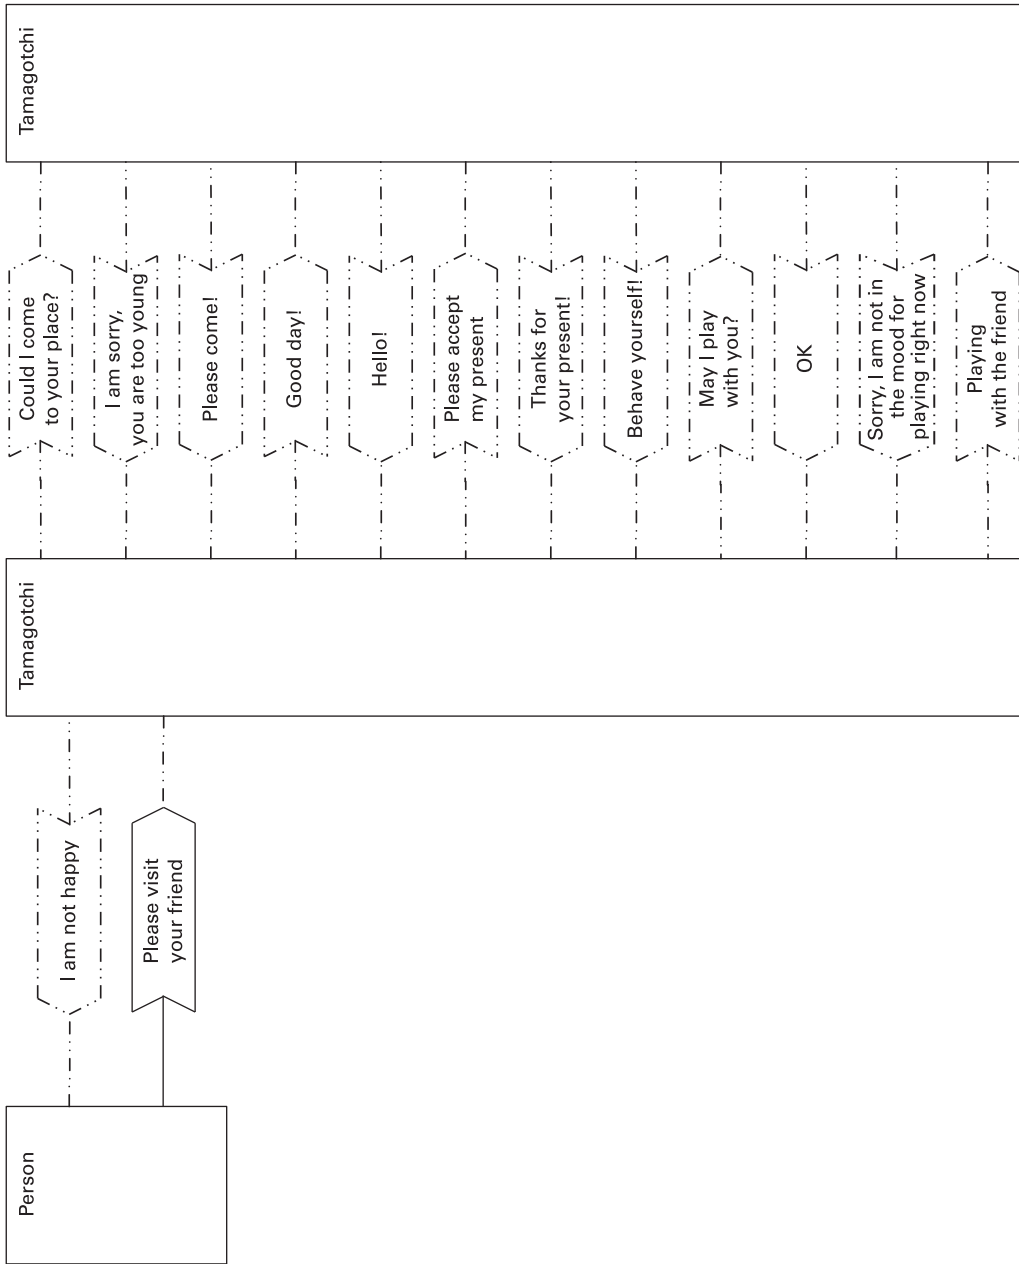 Person
Tamagotchi
Tamagotchi
I am not happy
Please visit
your friend
Could I come
to your place?
I am sorry,
you are too young
Please come!
Good day!
Hello!
Please accept
my present
Thanks for
your present!
Behave yourself!
May I play
with you?
OK
Sorry, I am not in
the mood for
playing right now
Playing
with the friend